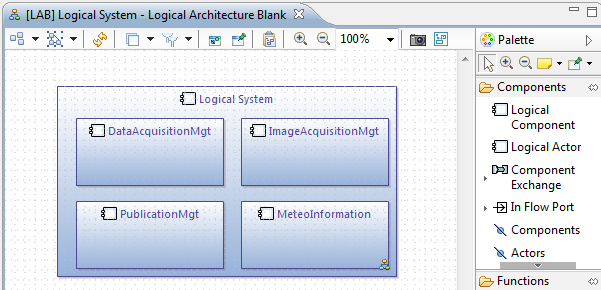 [LAB] Logical System - Logical Architecture Blank
100%
Palette
Components
Logical System
DataAcquisitionMgt
ImageAcquisitionMgt
PublicationMgt
MeteoInformation
Logical
Component
Logical Actor
Component
Exchange
In Flow Port
Components
Actors
Functions